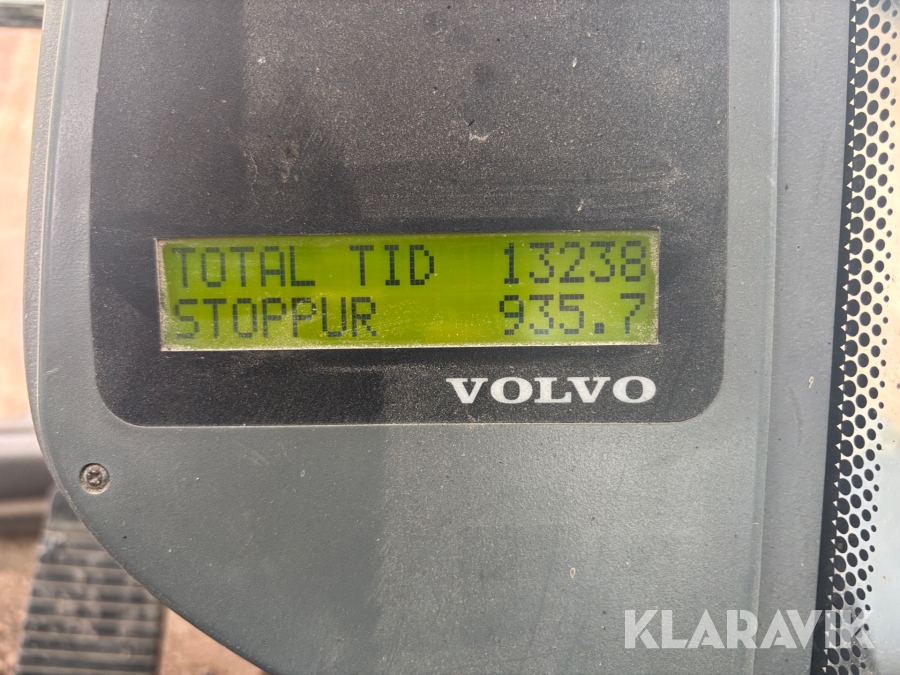 TOTAL TID 13238
STOPPUR 935.7
VOLVO
KLARAVIK